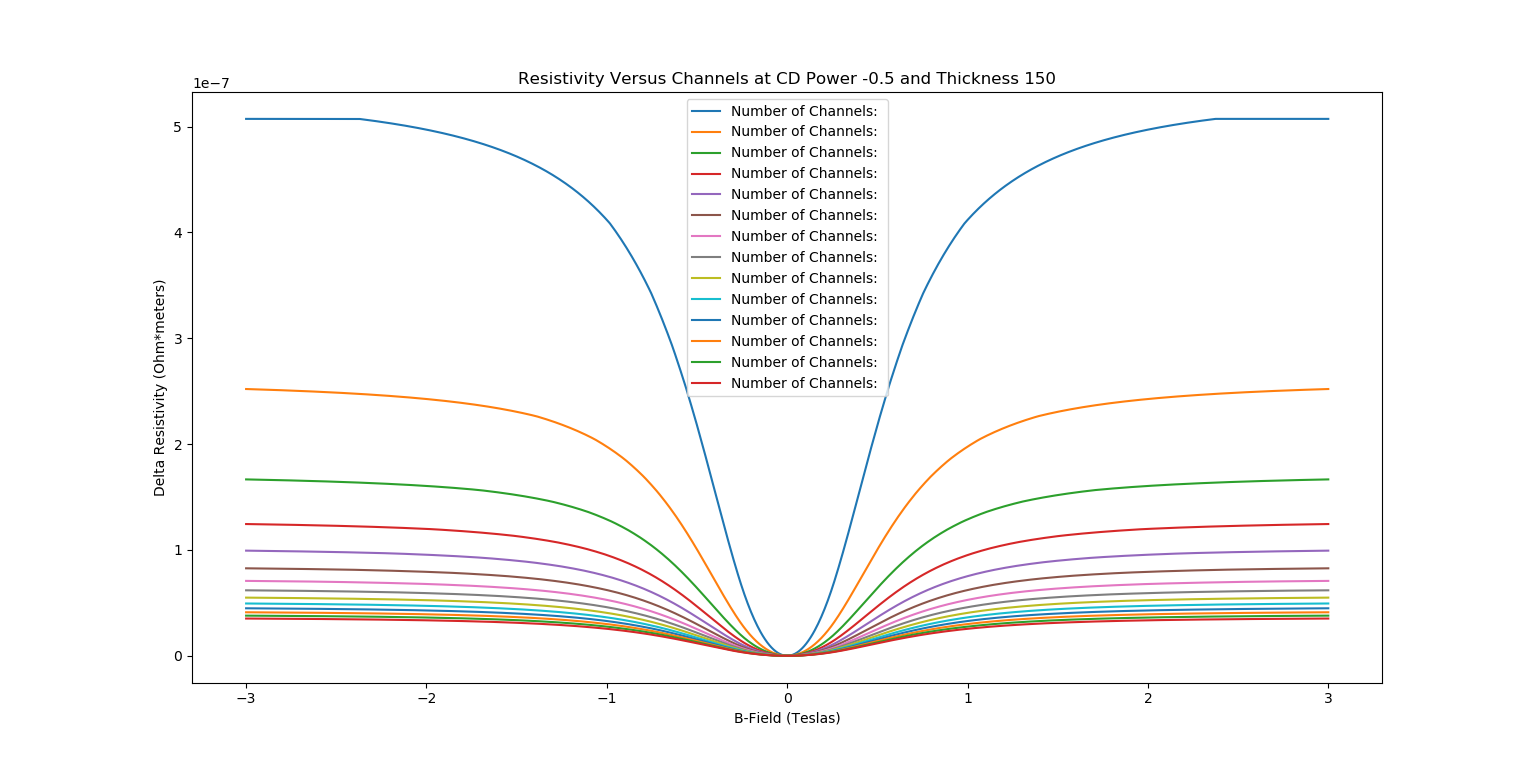 Resistivity Versus Channels at CD Power -0.5 and Thickness 150
1e−7
Number of Channels:
Number of Channels:
Number of Channels:
Number of Channels:
Number of Channels:
Number of Channels:
Number of Channels:
Number of Channels:
Number of Channels:
Number of Channels:
Number of Channels:
Number of Channels:
Number of Channels:
Number of Channels:
Delta Resistivity (Ohm*meters)
5
4
3
2
1
0
−3 −2 −1 0 1 2 3
B-Field (Teslas)